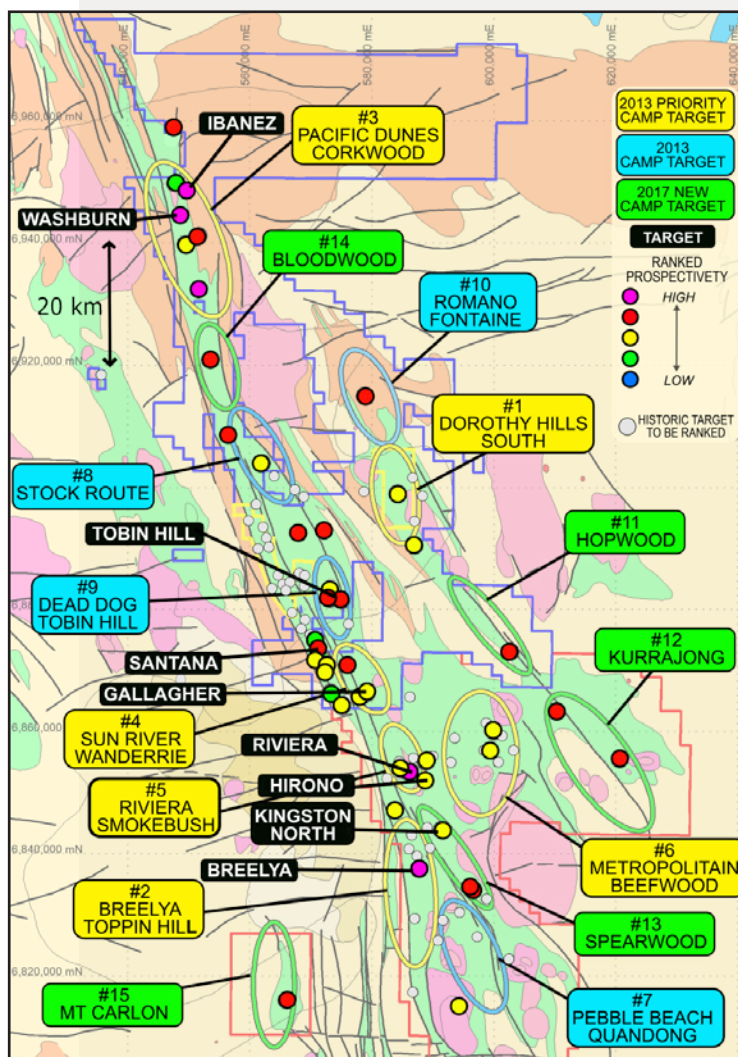 540,000 mE
560,000 mE
580,000 mE
600,000 mE
620,000 mE
6,960,000 mN
6,940,000 mN
6,920,000 mN
6,860,000 mN
6,840,000 mN
6,820,000 mN
20 km
2013 PRIORITY
CAMP TARGET
2013
CAMP TARGET
2017 NEW
CAMP TARGET
TARGET
RANKED
PROSPECTIVITY
HIGH
LOW
HISTORIC TARGET
TO BE RANKED
IBANEZ
#3
PACIFIC DUNES
CORKWOOD
WASHBURN
#14
BLOODWOOD
#10
ROMANO
FONTAINE
#1
DOROTHY HILLS
SOUTH
#8
STOCK ROUTE
TOBIN HILL
#11
HOPWOOD
#9
DEAD DOG
TOBIN HILL
#12
KURRAJONG
SANTANA
GALLAGHER
#4
SUN RIVER
WANDERRIE
RIVIERA
HIRONO
#5
RIVIERA
SMOKEBUSH
KINGSTON
NORTH
#6
METROPOLITAIN
BEEFWOOD
BREELYA
#2
BREELYA
TOPPIN HILL
#13
SPEARWOOD
#15
MT CARLON
#7
PEBBLE BEACH
QUANDONG